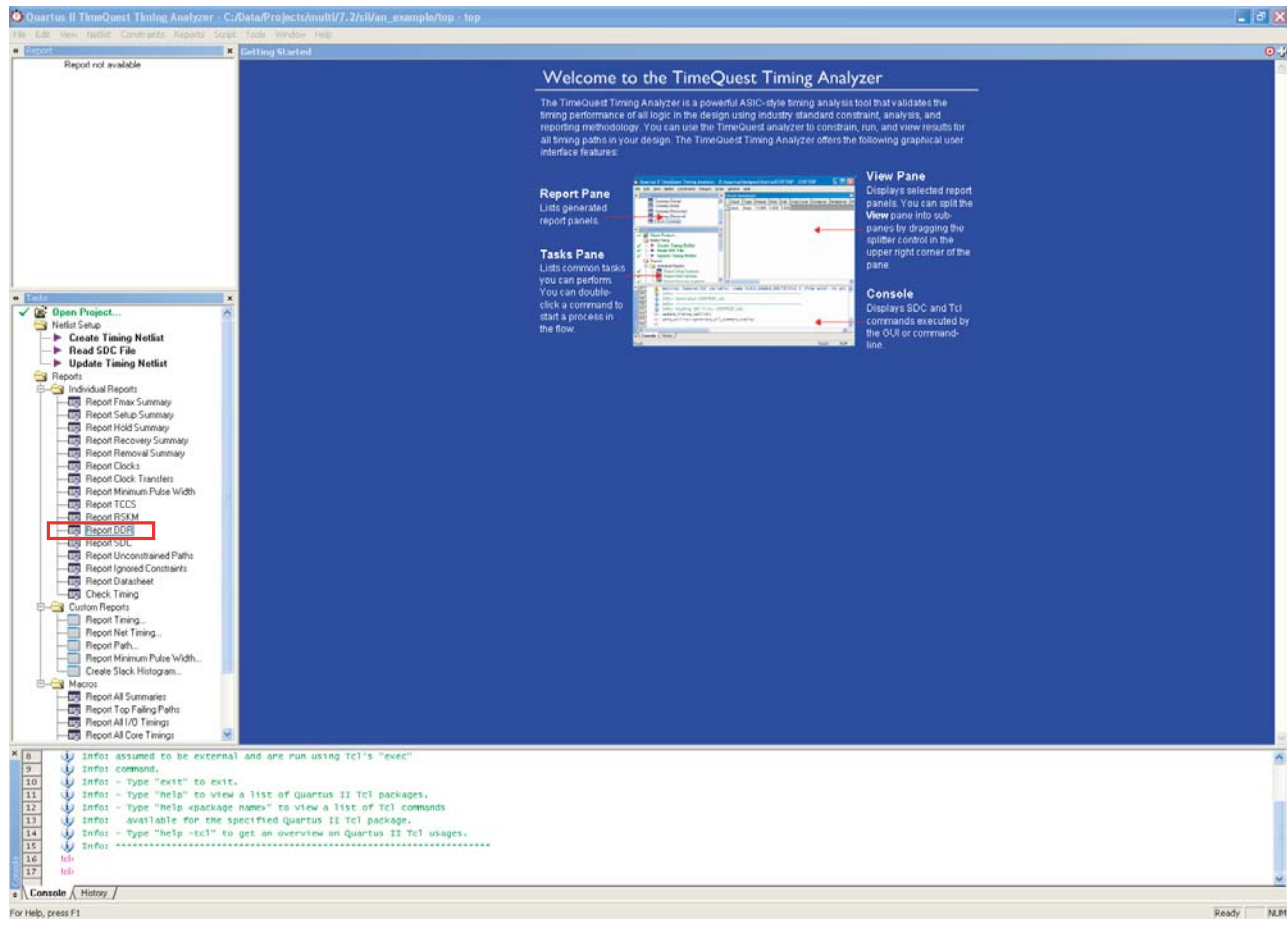 Quartus II TimeQuest Timing Analyzer - C:/Data/Projects/multi/7.2/sii/an_example/top - top
File Edit View Netlist Constraints Reports Script Tools Window Help
Report
Report not available
Tasks
Open Project...
Netlist Setup
Create Timing Netlist
Read SDC File
Update Timing Netlist
Reports
Individual Reports
Report Fmax Summary
Report Setup Summary
Report Hold Summary
Report Recovery Summary
Report Removal Summary
Report Clocks
Report Clock Transfers
Report Minimum Pulse Width
Report TCCS
Report RSKM
Report DDR
Report SDC
Report Unconstrained Paths
Report Ignored Constraints
Report Datasheet
Check Timing
Custom Reports
Report Timing...
Report Net Timing...
Report Path...
Report Minimum Pulse Width...
Create Slack Histogram...
Macros
Report All Summaries
Report Top Failing Paths
Report All I/O Timings
Report All Core Timings
Getting Started
Welcome to the TimeQuest Timing Analyzer
The TimeQuest Timing Analyzer is a powerful ASIC-style timing analysis tool that validates the
timing performance of all logic in the design using industry standard constraint, analysis, and
reporting methodology. You can use the TimeQuest analyzer to constrain, run, and view results for
all timing paths in your design. The TimeQuest Timing Analyzer offers the following graphical user
interface features:
Report Pane
Lists generated
report panels.
Tasks Pane
Lists common tasks
you can perform.
You can double-
click a command to
start a process in
the flow.
View Pane
Displays selected report
panels. You can split the
View pane into sub-
panes by dragging the
splitter control in the
upper right corner of the
pane.
Console
Displays SDC and Tcl
commands executed by
the GUI or command-
line.
8 Info: assumed to be external and are run using Tcl's "exec"
9 Info: command.
10 Info: - Type "exit" to exit.
11 Info: - Type "help" to view a list of Quartus II Tcl packages.
12 Info: - Type "help <package name>" to view a list of Tcl commands
13 Info: available for the specified Quartus II Tcl package.
14 Info: - Type "help -tcl" to get an overview on Quartus II Tcl usages.
15 Info: ----------------------------------------------------------------------
16 tcl>
17 tcl>
Console
Console History
For Help, press F1
Ready NUM